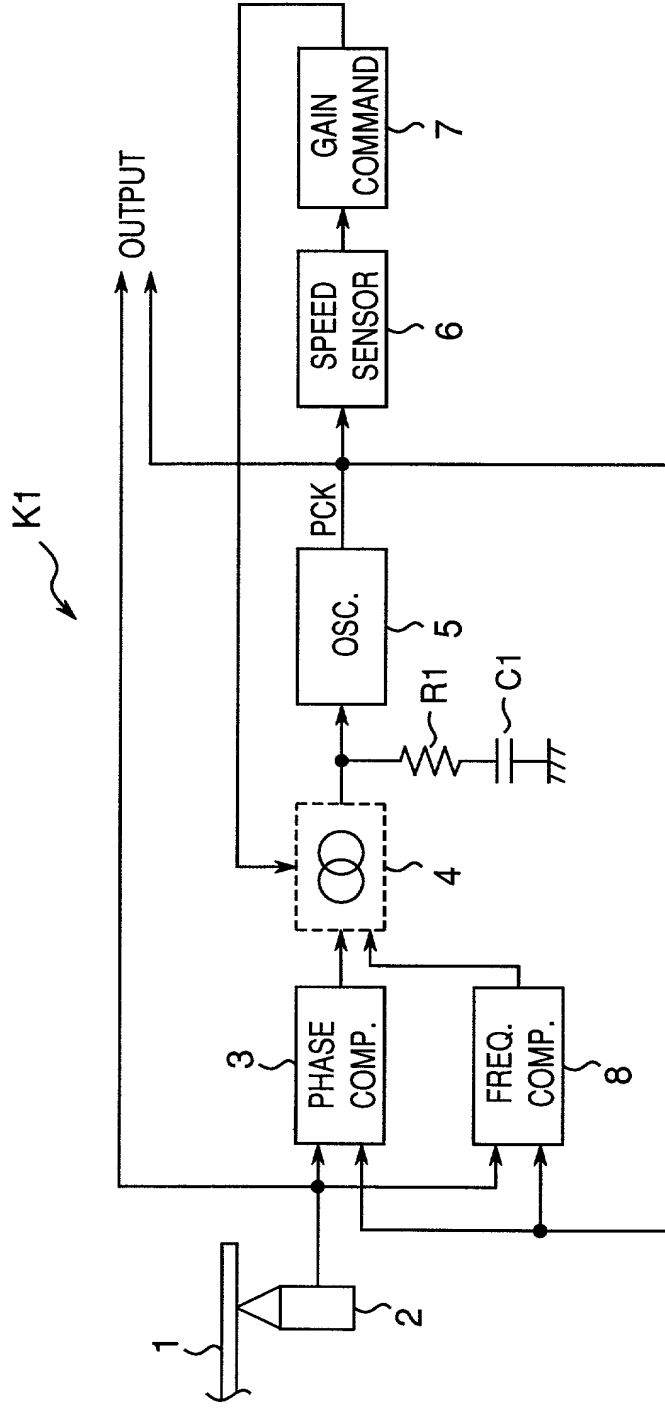 K1
OUTPUT
1
2
3
PHASE
COMP.
FREQ.
COMP.
8
4
R1
C1
OSC.
5
PCK
SPEED
SENSOR
6
GAIN
COMMAND
7